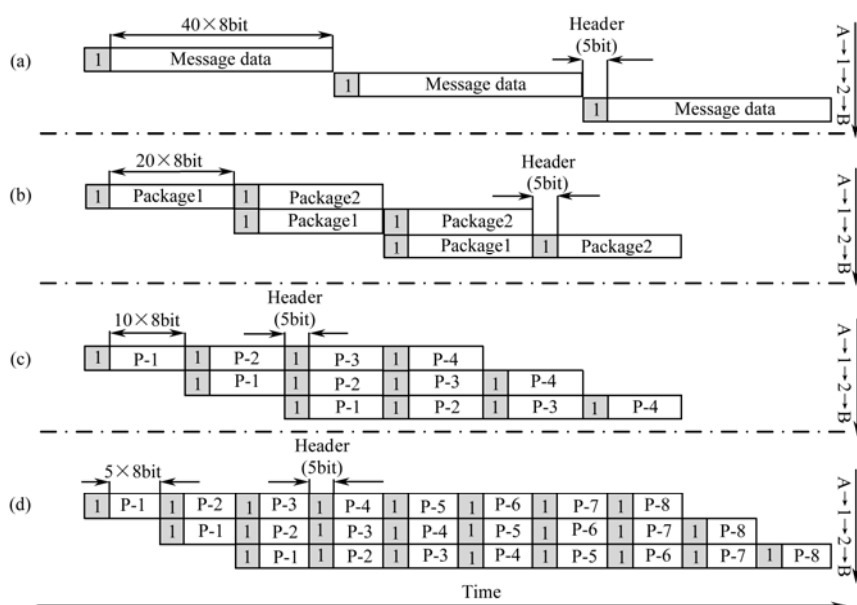 40×8bit
Header
(5bit)
(a)
1 Message data
1 Message data
1 Message data
A→1→2→B
20×8bit
Header
(5bit)
(b)
1 Package1 1 Package2
1 Package1 1 Package2
1 Package1 1 Package2
A→1→2→B
Header
10×8bit (5bit)
(c)
1 P-1 1 P-2 1 P-3 1 P-4
1 P-1 1 P-2 1 P-3 1 P-4
1 P-1 1 P-2 1 P-3 1 P-4
A→1→2→B
Header
5×8bit (5bit)
(d)
1 P-1 1 P-2 1 P-3 1 P-4 1 P-5 1 P-6 1 P-7 1 P-8
1 P-1 1 P-2 1 P-3 1 P-4 1 P-5 1 P-6 1 P-7 1 P-8
1 P-1 1 P-2 1 P-3 1 P-4 1 P-5 1 P-6 1 P-7 1 P-8
A→1→2→B
Time